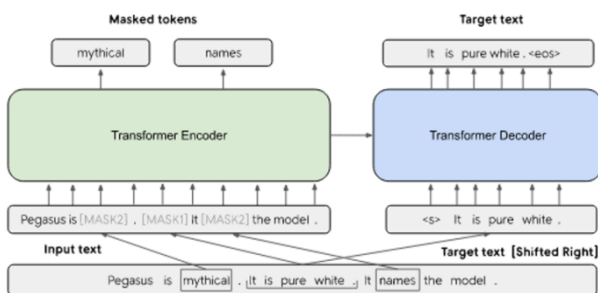 Masked tokens
Target text
mythical
names
It is pure white . <eos>
Transformer Encoder
Transformer Decoder
Pegasus is [MASK2] . [MASK1] It [MASK2] the model .
<s> It is pure white .
Input text
Target text [Shifted Right]
Pegasus is mythical . It is pure white . It names the model .